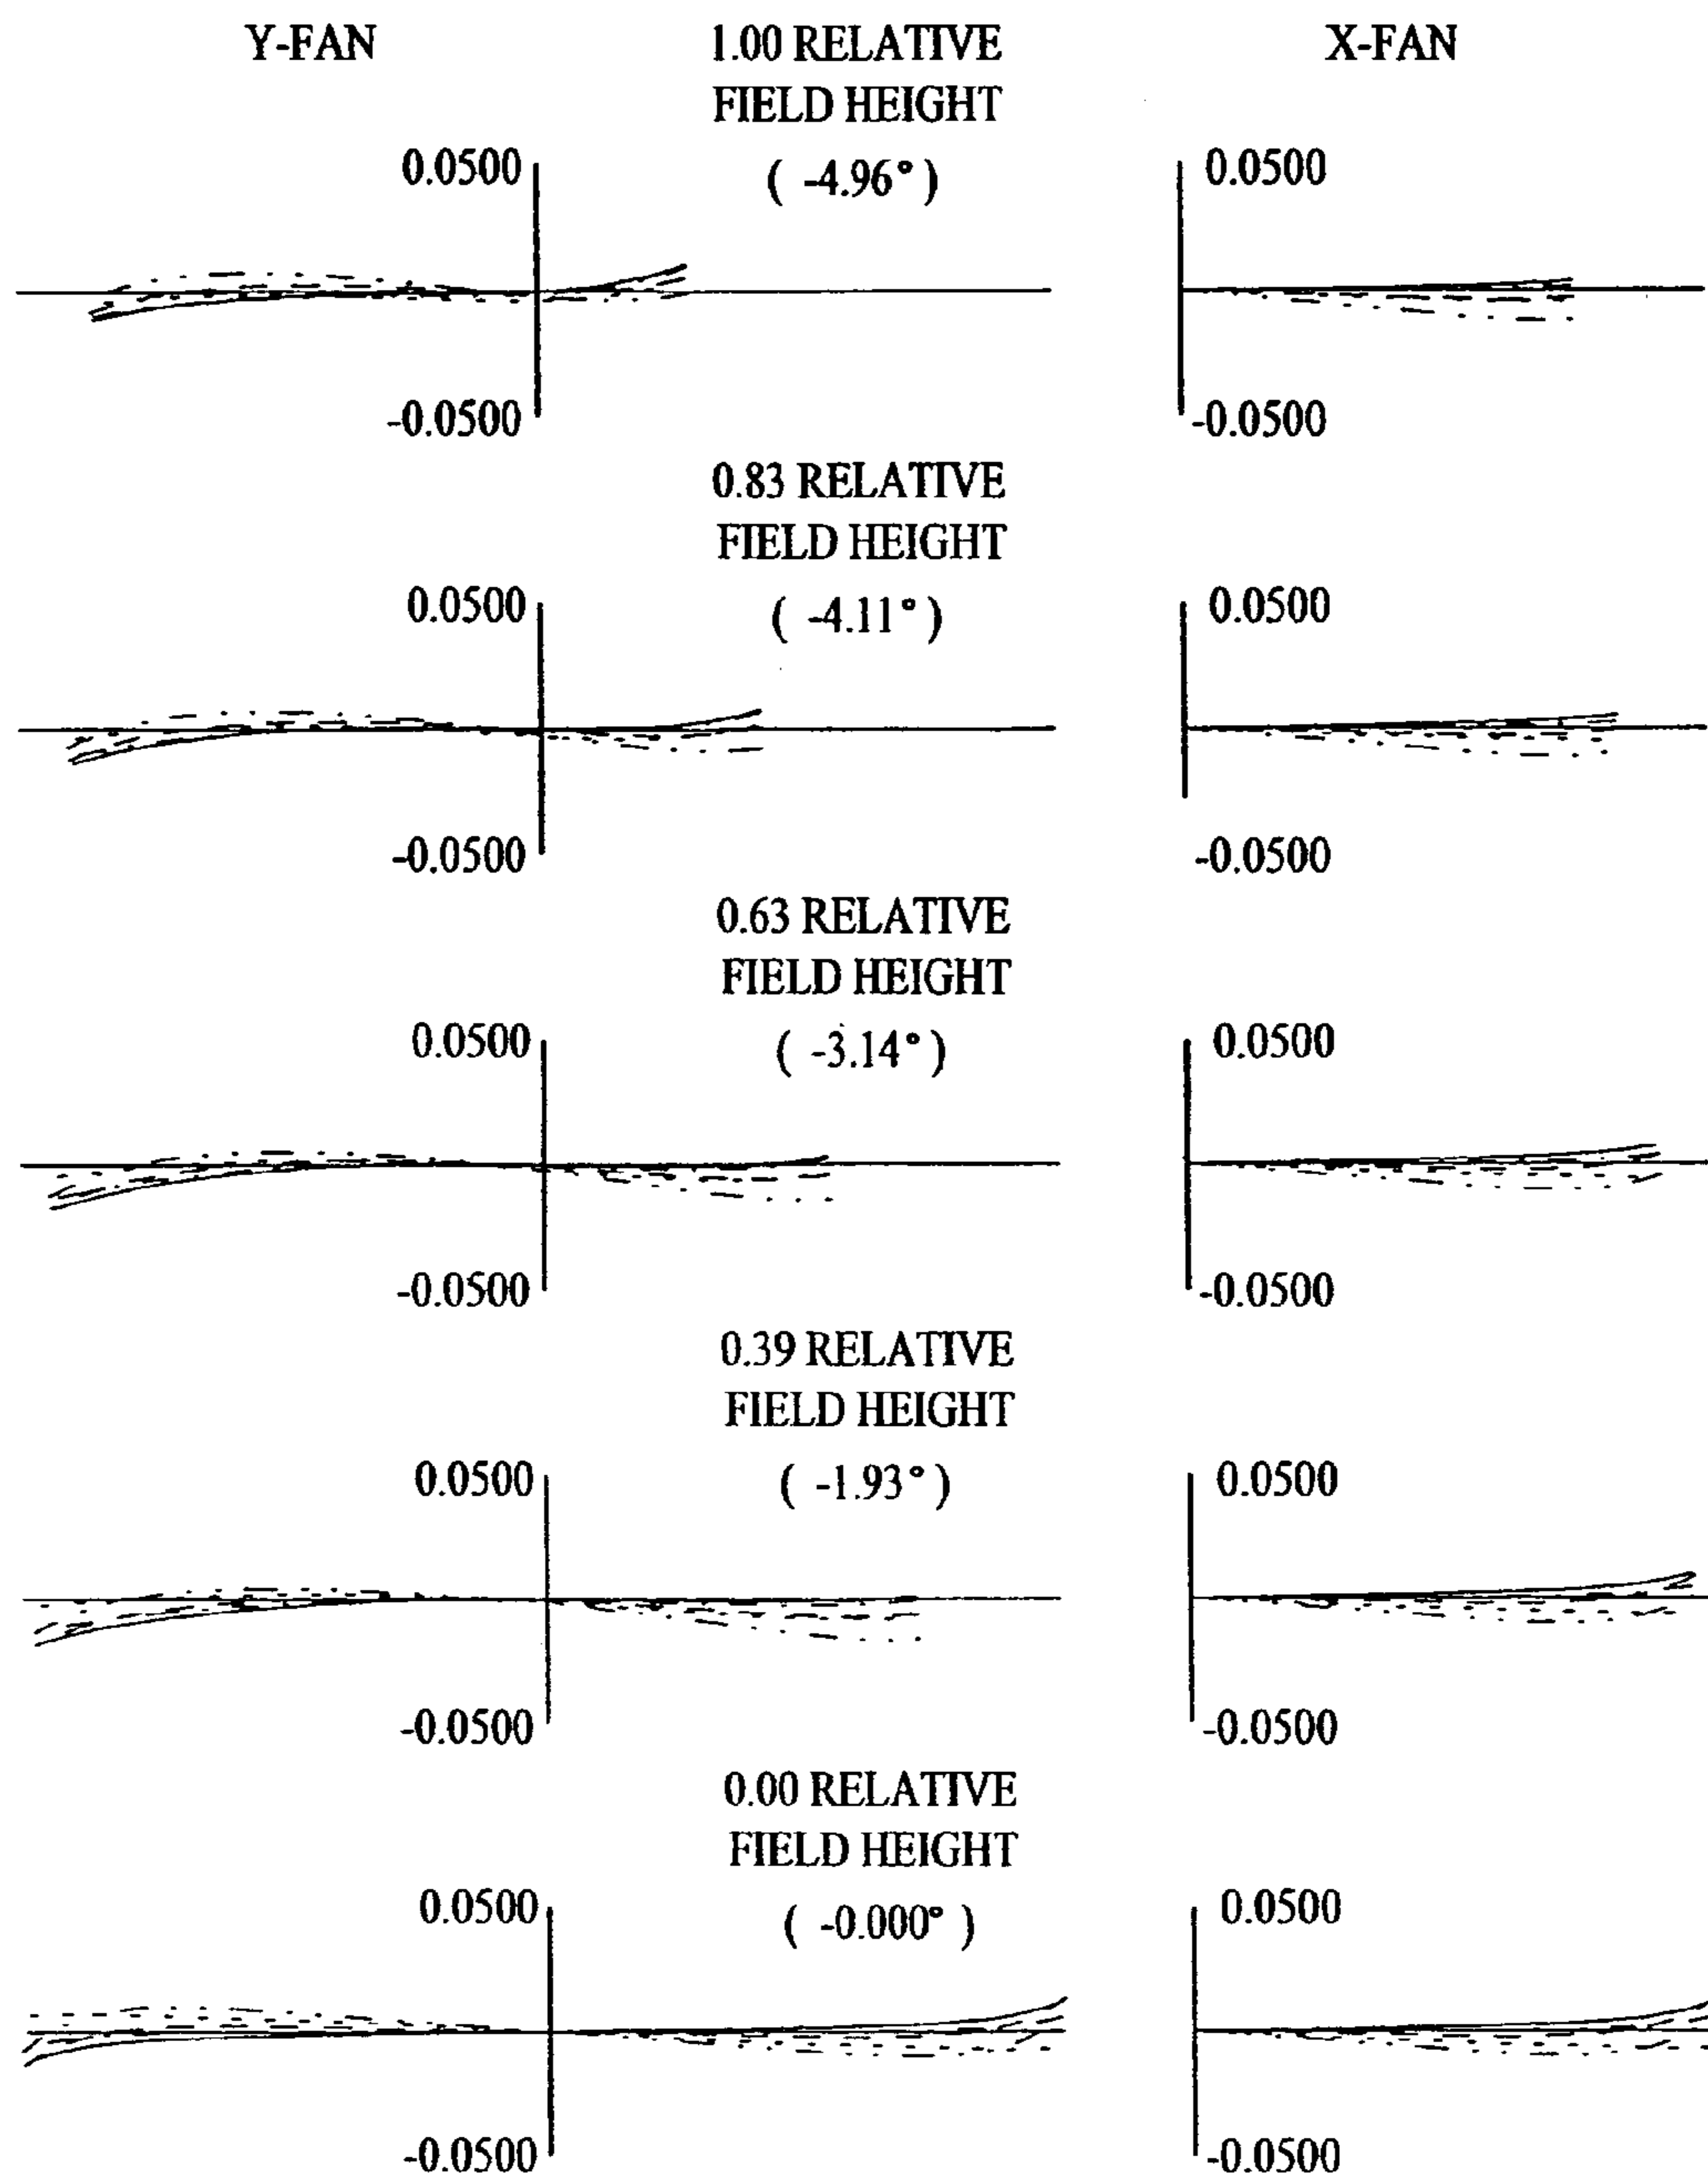 Y-FAN
1.00 RELATIVE
FIELD HEIGHT
( -4.96° )
X-FAN
0.0500
-0.0500
0.0500
-0.0500
0.83 RELATIVE
FIELD HEIGHT
( -4.11° )
0.0500
-0.0500
0.0500
-0.0500
0.63 RELATIVE
FIELD HEIGHT
( -3.14° )
0.0500
-0.0500
0.0500
-0.0500
0.39 RELATIVE
FIELD HEIGHT
( -1.93° )
0.0500
-0.0500
0.0500
-0.0500
0.00 RELATIVE
FIELD HEIGHT
( -0.000° )
0.0500
-0.0500
0.0500
-0.0500